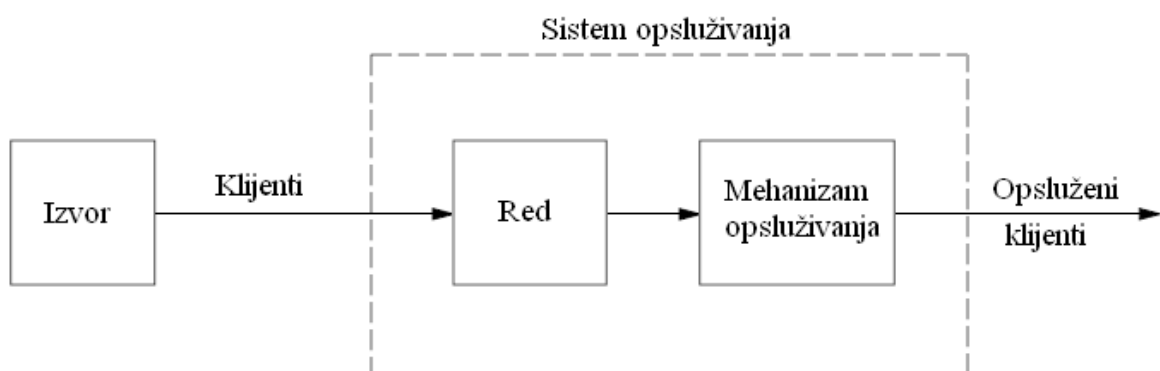 Sistem opsluživanja
Izvor
Klijenti
Red
Mehanizam
opsluživanja
Opsluženi
klijenti